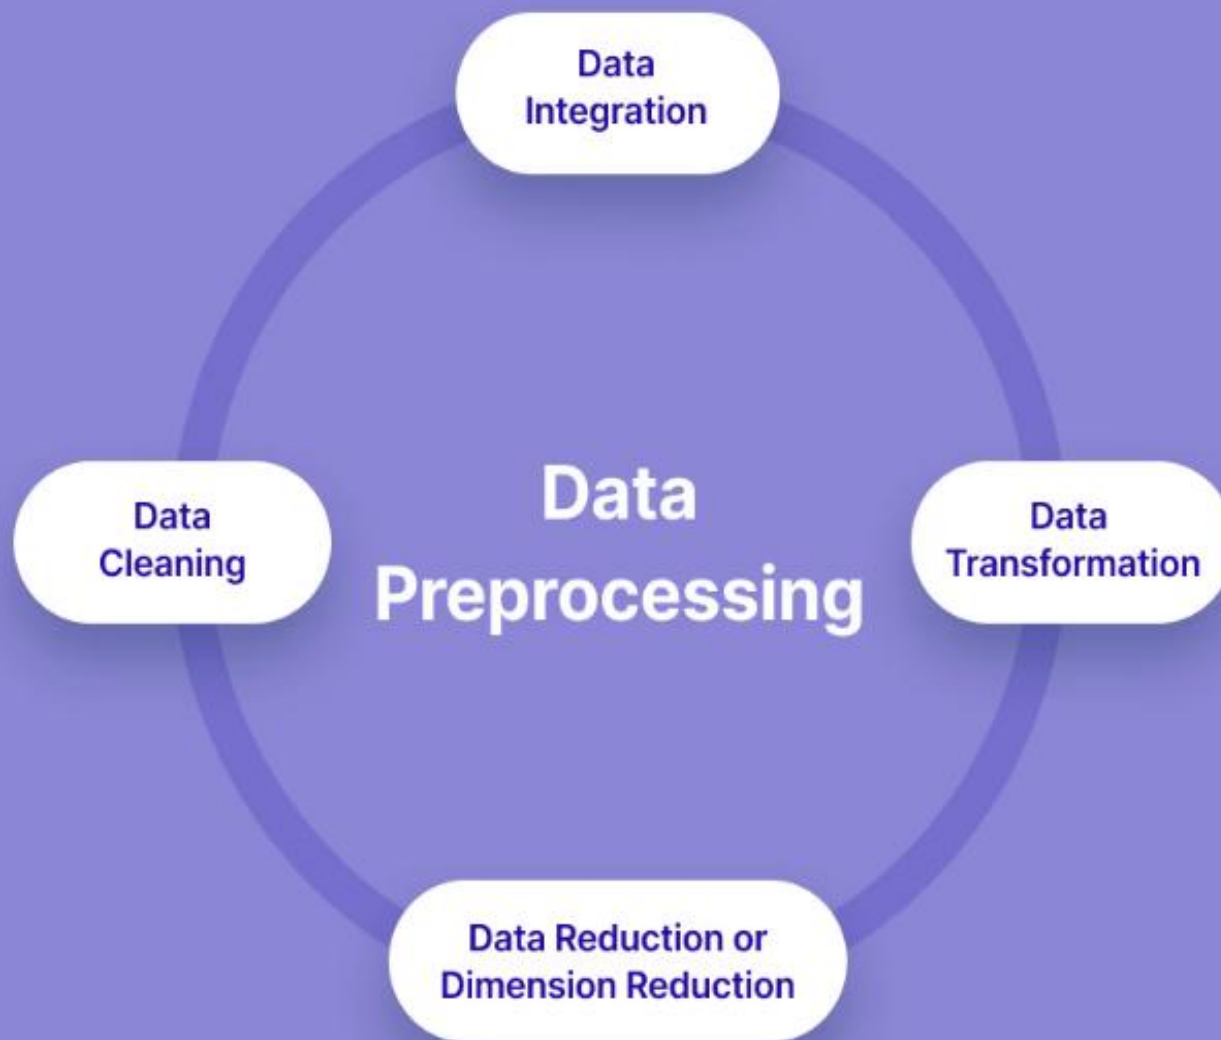 Data
Integration
Data
Cleaning
Data
Preprocessing
Data
Transformation
Data Reduction or
Dimension Reduction